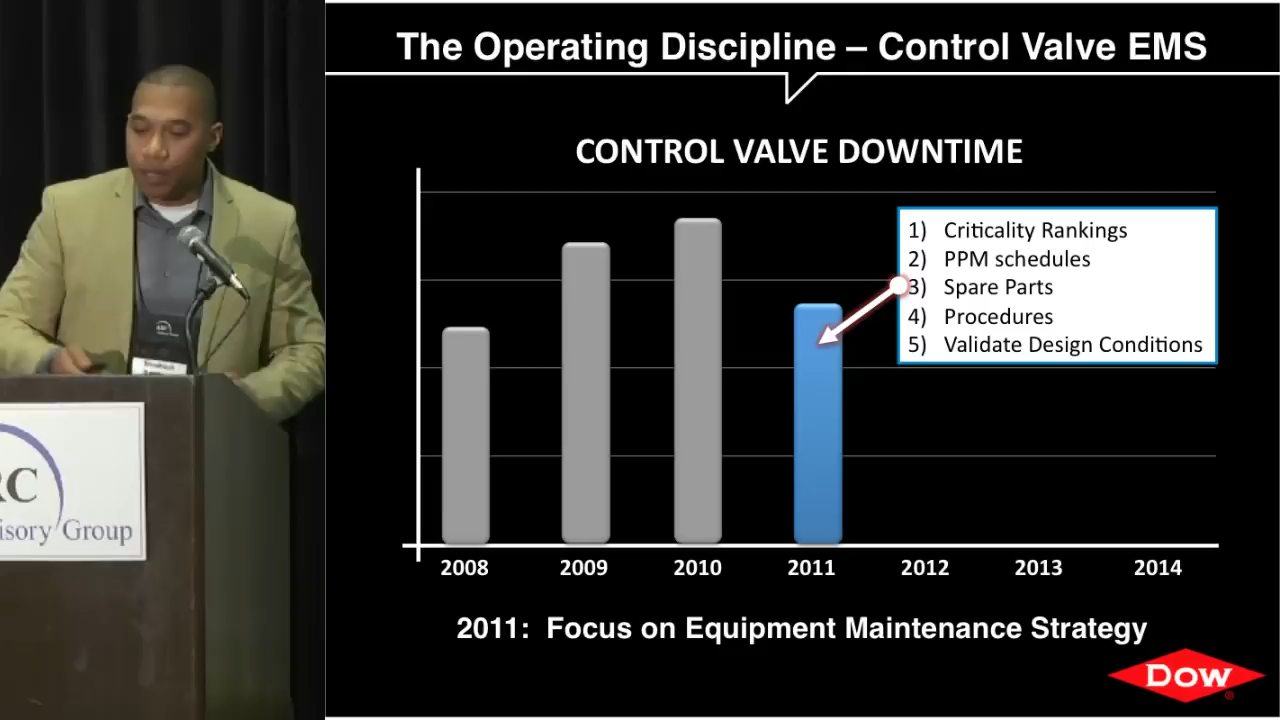 The Operating Discipline – Control Valve EMS
CONTROL VALVE DOWNTIME
1) Criticality Rankings
2) PPM schedules
3) Spare Parts
4) Procedures
5) Validate Design Conditions
2008 2009 2010 2011 2012 2013 2014
2011: Focus on Equipment Maintenance Strategy
Dow
RC
isory Group